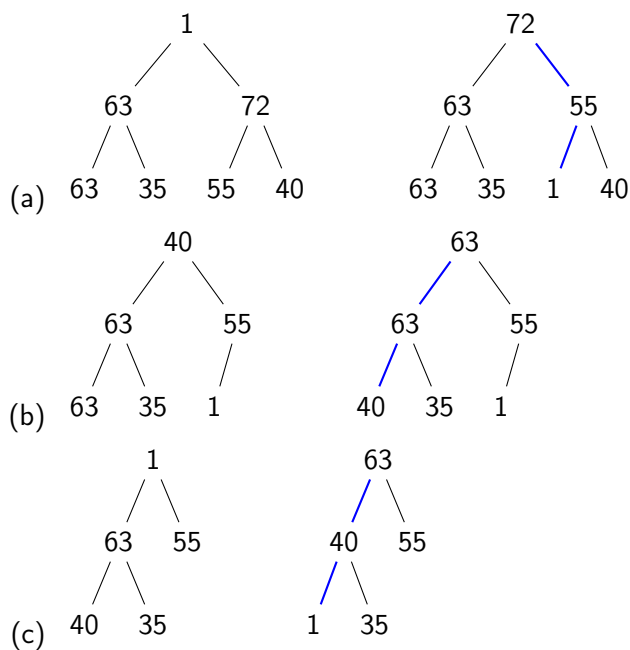 1 72
63 72 63 55
(a) 63 35 55 40 63 35 1 40
40 63
63 55 63 55
(b) 63 35 1 40 35 1
1 63
63 55 40 55
(c) 40 35 1 35